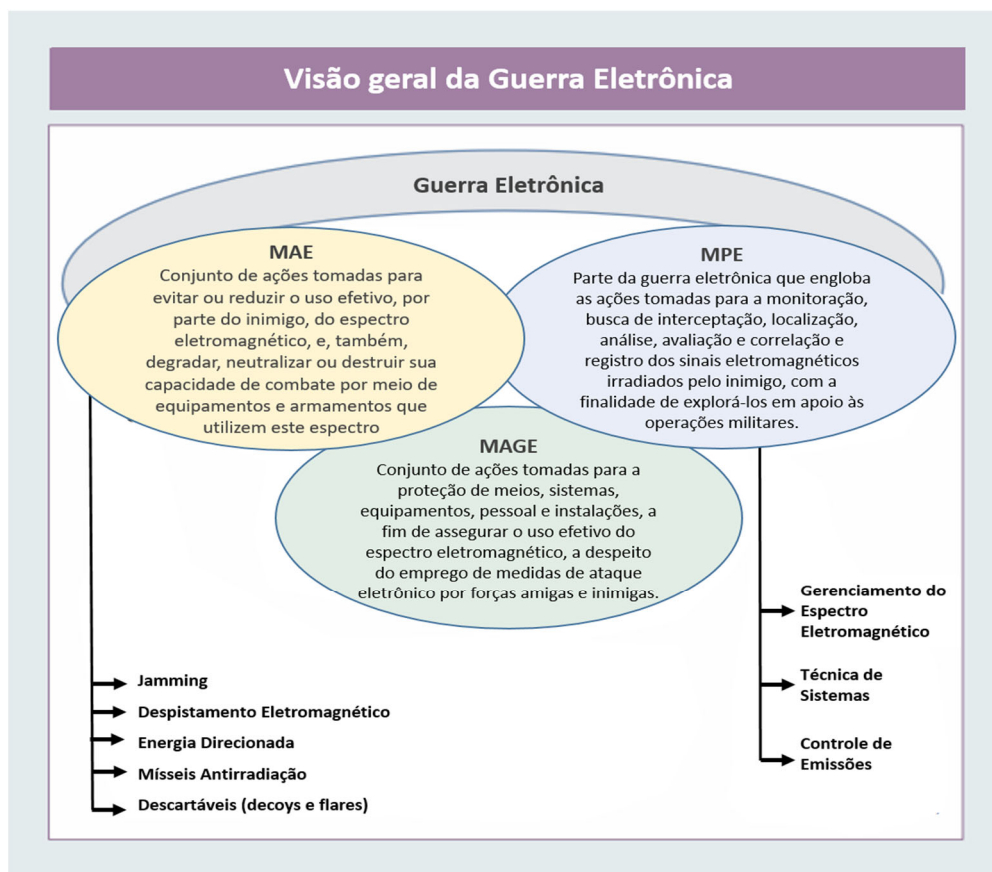 Visão geral da Guerra Eletrônica
Guerra Eletrônica
MAE
Conjunto de ações tomadas para
evitar ou reduzir o uso efetivo, por
parte do inimigo, do espectro
eletromagnético, e, também,
degradar, neutralizar ou destruir sua
capacidade de combate por meio de
equipamentos e armamentos que
utilizem este espectro
MPE
Parte da guerra eletrônica que engloba
as ações tomadas para a monitoração,
busca de interceptação, localização,
análise, avaliação e correlação e
registro dos sinais eletromagnéticos
irradiados pelo inimigo, com a
finalidade de explorá-los em apoio às
operações militares.
MAGE
Conjunto de ações tomadas para a
proteção de meios, sistemas,
equipamentos, pessoal e instalações, a
fim de assegurar o uso efetivo do
espectro eletromagnético, a despeito
do emprego de medidas de ataque
eletrônico por forças amigas e inimigas.
Jamming
Despistamento Eletromagnético
Energia Direcionada
Mísseis Antirradiação
Descartáveis (decoys e flares)
Gerenciamento do
Espectro
Eletromagnético
Técnica de
Sistemas
Controle de
Emissões